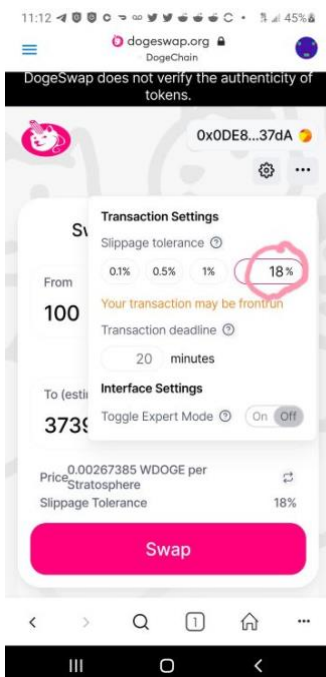 11:12
45%
dogeswap.org
DogeChain
DogeSwap does not verify the authenticity of
tokens.
0x0DE8...37dA
Transaction Settings
Slippage tolerance
0.1%
0.5%
1%
18%
Your transaction may be frontrun
Transaction deadline
20 minutes
Interface Settings
Toggle Expert Mode
On
Off
From
100
To (esti
3739
Price
0.00267385 WDOGE per
Stratosphere
Slippage Tolerance
18%
Swap
1